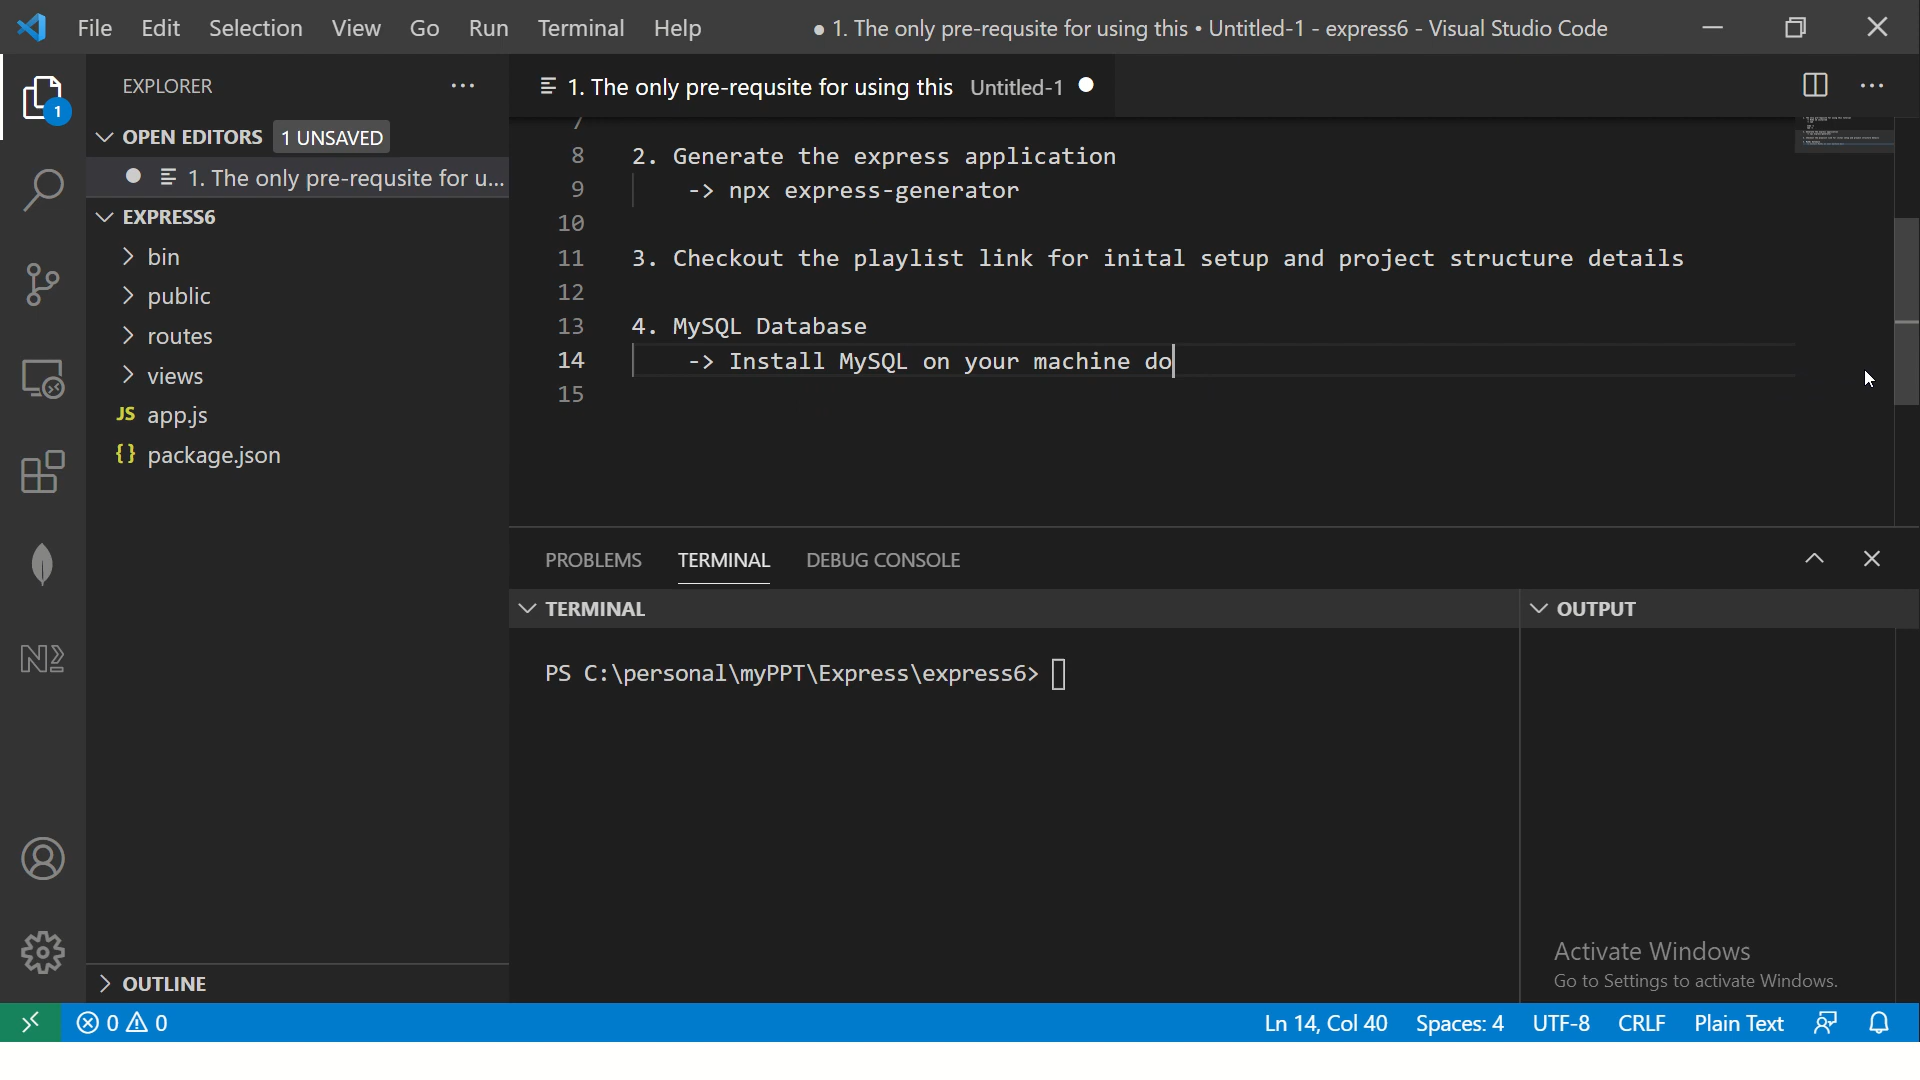 File Edit Selection View Go Run Terminal Help ● 1. The only pre-requsite for using this • Untitled-1 - express6 - Visual Studio Code
EXPLORER
1
1. The only pre-requsite for using this Untitled-1
OPEN EDITORS 1 UNSAVED
1. The only pre-requsite for u...
EXPRESS6
bin
public
routes
views
JS app.js
{} package.json
OUTLINE
7
8 2. Generate the express application
9 -> npx express-generator
10
11 3. Checkout the playlist link for inital setup and project structure details
12
13 4. MySQL Database
14 -> Install MySQL on your machine do
15
PROBLEMS TERMINAL DEBUG CONSOLE
TERMINAL
OUTPUT
PS C:\personal\myPPT\Express\express6>
Activate Windows
Go to Settings to activate Windows.
0 0 Ln 14, Col 40 Spaces: 4 UTF-8 CRLF Plain Text